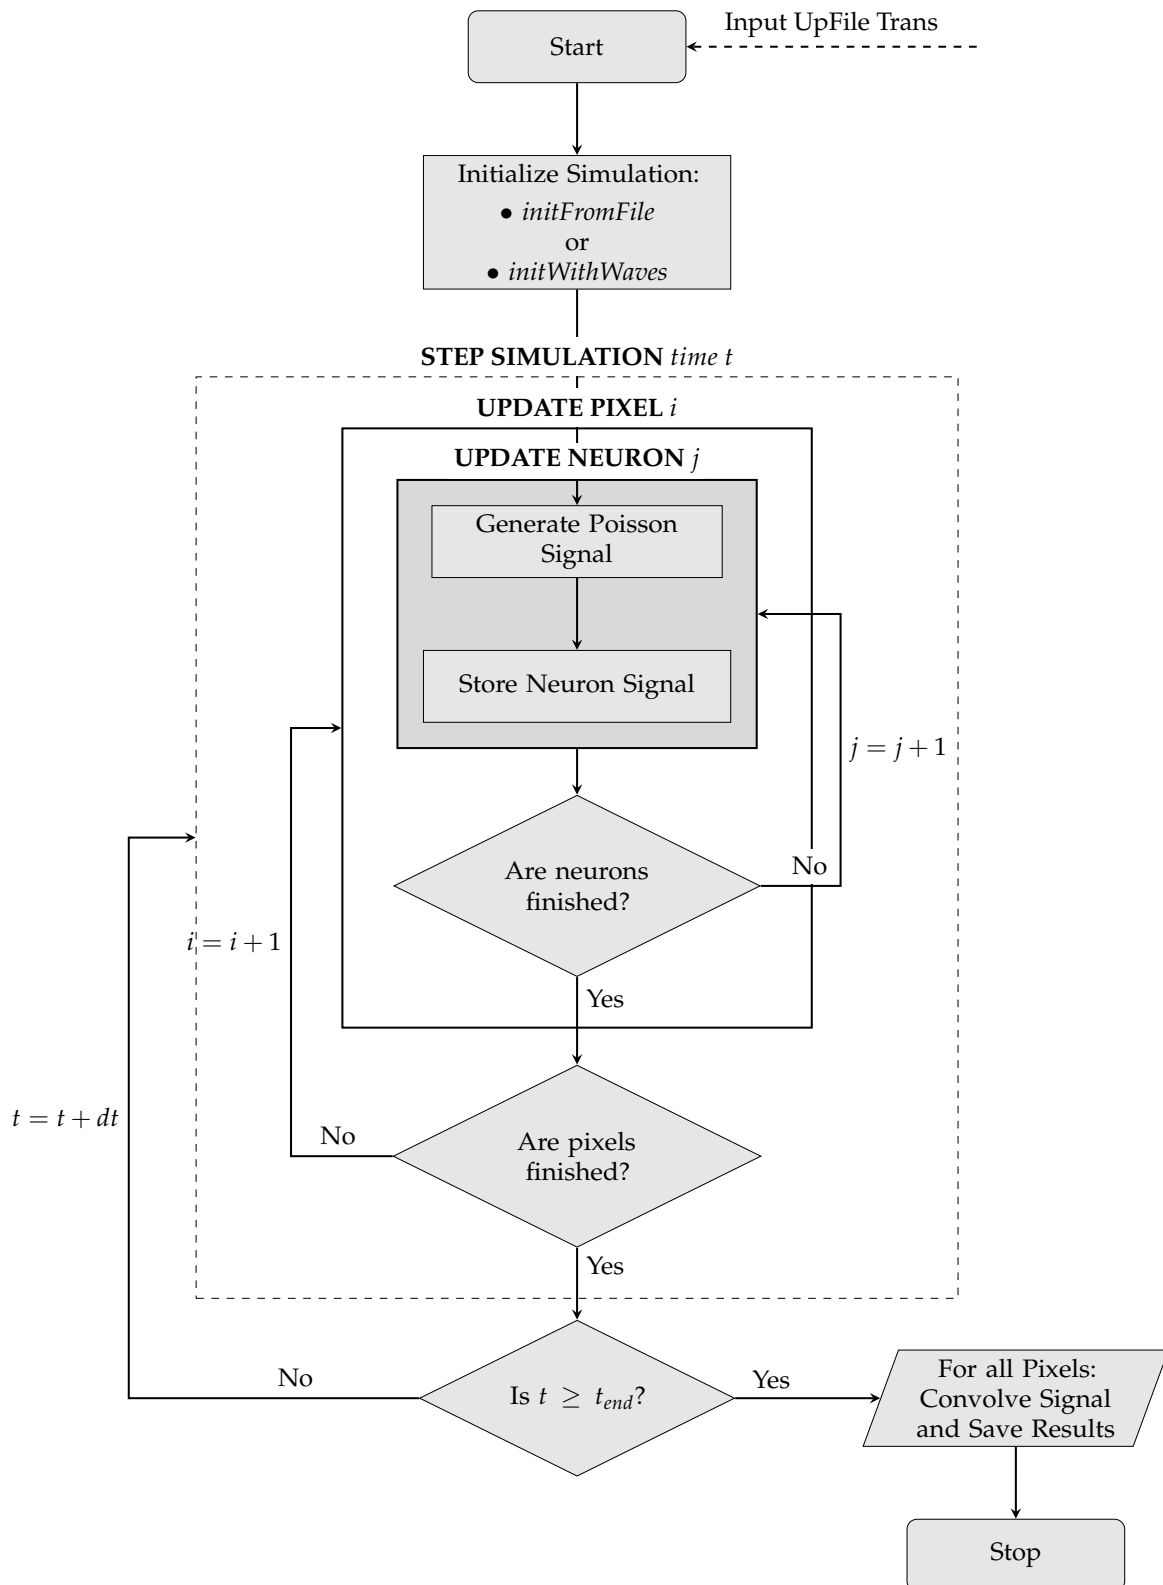 Input UpFile Trans
Start
Initialize Simulation:
• initFromFile
or
• initWithWaves
STEP SIMULATION time t
UPDATE PIXEL i
UPDATE NEURON j
Generate Poisson
Signal
Store Neuron Signal
j = j + 1
Are neurons
finished?
No
i = i + 1
Yes
t = t + dt
No
Are pixels
finished?
Yes
No
Is t ≥ t_end?
Yes
For all Pixels:
Convolve Signal
and Save Results
Stop